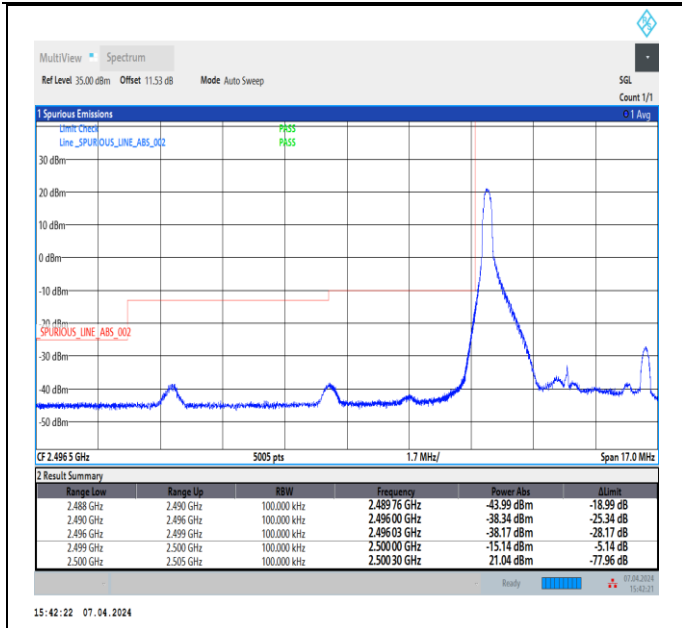 MultiView Spectrum
Ref Level 35.00 dBm Offset 11.53 dB Mode Auto Sweep SGL
Count 1/1
1 Spurious Emissions 1 Avg
Limit Check PASS
Line _SPURIOUS_LINE_ABS_002 PASS
30 dBm
20 dBm
10 dBm
0 dBm
-10 dBm
-20 dBm
_SPURIOUS_LINE_ABS_002
-30 dBm
-40 dBm
-50 dBm
CF 2.496 5 GHz 5005 pts 1.7 MHz/ Span 17.0 MHz
2 Result Summary
Range Low Range Up RBW Frequency Power Abs ΔLimit
2.488 GHz 2.490 GHz 100.000 kHz 2.489 76 GHz -43.99 dBm -18.99 dB
2.490 GHz 2.496 GHz 100.000 kHz 2.496 00 GHz -38.34 dBm -25.34 dB
2.496 GHz 2.499 GHz 100.000 kHz 2.496 03 GHz -38.17 dBm -28.17 dB
2.499 GHz 2.500 GHz 100.000 kHz 2.500 00 GHz -15.14 dBm -5.14 dB
2.500 GHz 2.505 GHz 100.000 kHz 2.500 30 GHz 21.04 dBm -77.96 dB
Ready 07.04.2024
15:42:21
15:42:22 07.04.2024